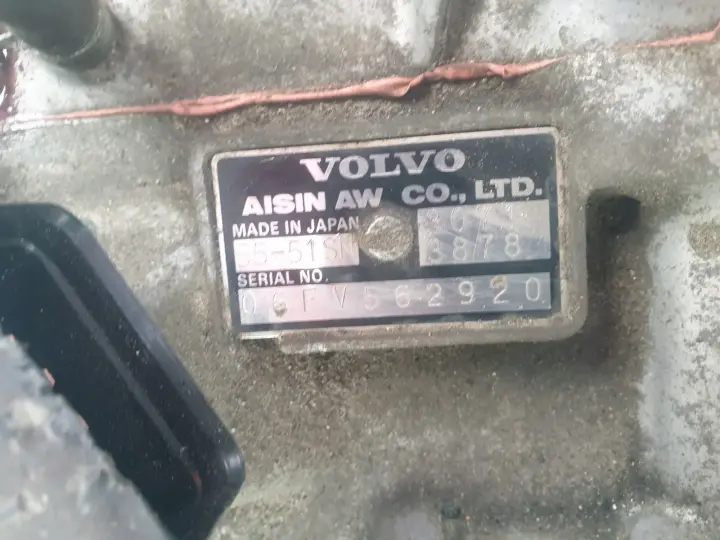 VOLVO
AISIN AW CO., LTD.
MADE IN JAPAN
55-51SN
8878
SERIAL NO.
06FV562920